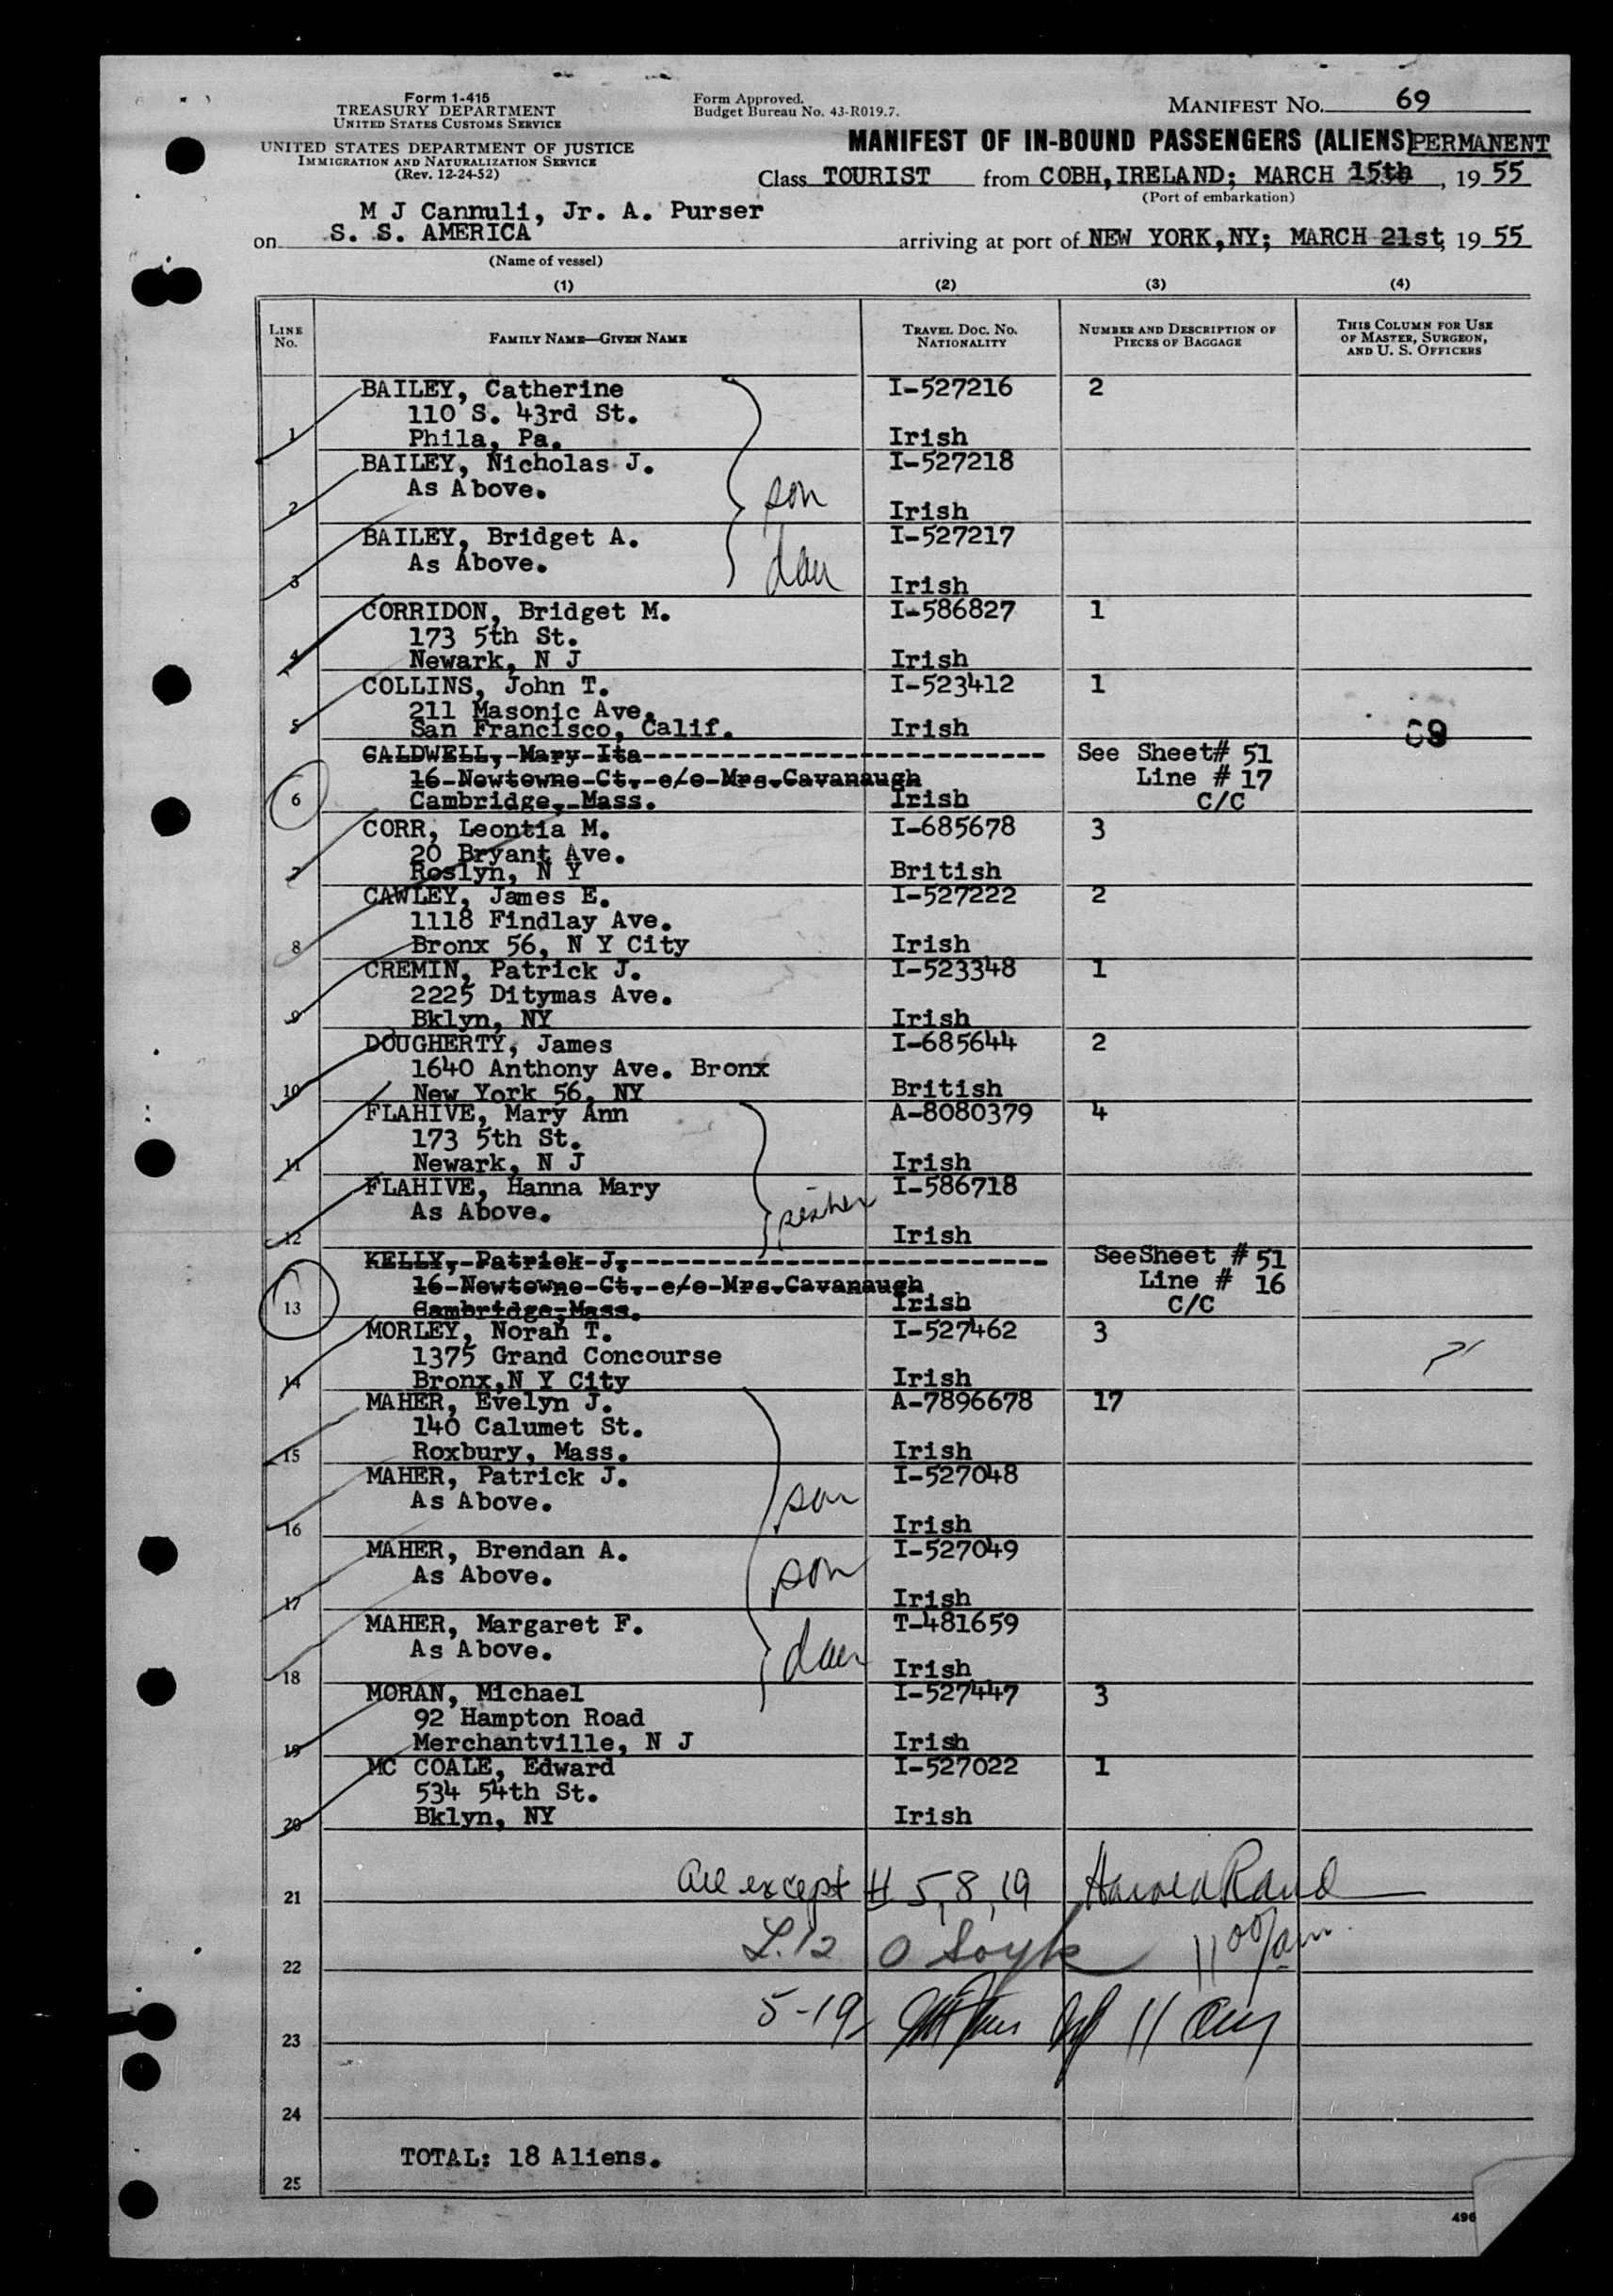 Form 1-415
TREASURY DEPARTMENT
UNITED STATES CUSTOMS SERVICE
UNITED STATES DEPARTMENT OF JUSTICE
IMMIGRATION AND NATURALIZATION SERVICE
(Rev. 12-24-52)
Form Approved.
Budget Bureau No. 43-R019.7.
MANIFEST NO. 69
MANIFEST OF IN-BOUND PASSENGERS (ALIENS) PERMANENT
Class TOURIST from COBH, IRELAND; MARCH 15th, 19 55
(Port of embarkation)
M J Cannuli, Jr. A. Purser
on S. S. AMERICA arriving at port of NEW YORK,NY; MARCH 21st, 19 55
(Name of vessel)
(1) (2) (3) (4)
LINE NO. FAMILY NAME—GIVEN NAME TRAVEL DOC. NO. NATIONALITY NUMBER AND DESCRIPTION OF PIECES OF BAGGAGE THIS COLUMN FOR USE OF MASTER, SURGEON, AND U. S. OFFICERS
BAILEY, Catherine I-527216 2
110 S. 43rd St.
1 Phila, Pa. Irish
BAILEY, Nicholas J. I-527218
As Above. son
2 Irish
BAILEY, Bridget A. I-527217
As Above. dau
3 Irish
CORRIDON, Bridget M. I-586827 1
173 5th St.
4 Newark, N J Irish
COLLINS, John T. I-523412 1
211 Masonic Ave.
5 San Francisco, Calif. Irish 69
CALDWELL, Mary Ita See Sheet# 51
16 Newtowne Ct. c/o Mrs.Cavanaugh Line # 17
6 Cambridge, Mass. Irish C/C
CORR, Leontia M. I-685678 3
20 Bryant Ave.
7 Roslyn, N Y British
CAWLEY, James E. I-527222 2
1118 Findlay Ave.
8 Bronx 56, N Y City Irish
CREMIN, Patrick J. I-523348 1
2225 Ditymas Ave.
9 Bklyn, NY Irish
DOUGHERTY, James I-685644 2
1640 Anthony Ave. Bronx
10 New York 56, NY British
FLAHIVE, Mary Ann A-8080379 4
173 5th St.
11 Newark, N J Irish
FLAHIVE, Hanna Mary I-586718
As Above.
12 Irish
KELLY, Patrick J. SeeSheet # 51
16 Newtowne Ct. c/o Mrs.Cavanaugh Line # 16
13 Cambridge, Mass. Irish C/C
MORLEY, Norah T. I-527462 3
1375 Grand Concourse
14 Bronx,N Y City Irish
MAHER, Evelyn J. A-7896678 17
140 Calumet St.
15 Roxbury, Mass. Irish
MAHER, Patrick J. I-527048
As Above. son
16 Irish
MAHER, Brendan A. I-527049
As Above. son
17 Irish
MAHER, Margaret F. T-481659
As Above. dau
18 Irish
MORAN, Michael I-527447 3
92 Hampton Road
19 Merchantville, N J Irish
MC COALE, Edward I-527022 1
534 54th St.
20 Bklyn, NY Irish
21 All except # 5, 8, 19 Harold Rand
22 L.12 11 00/am
23 5-19
24
TOTAL: 18 Aliens.
25
496